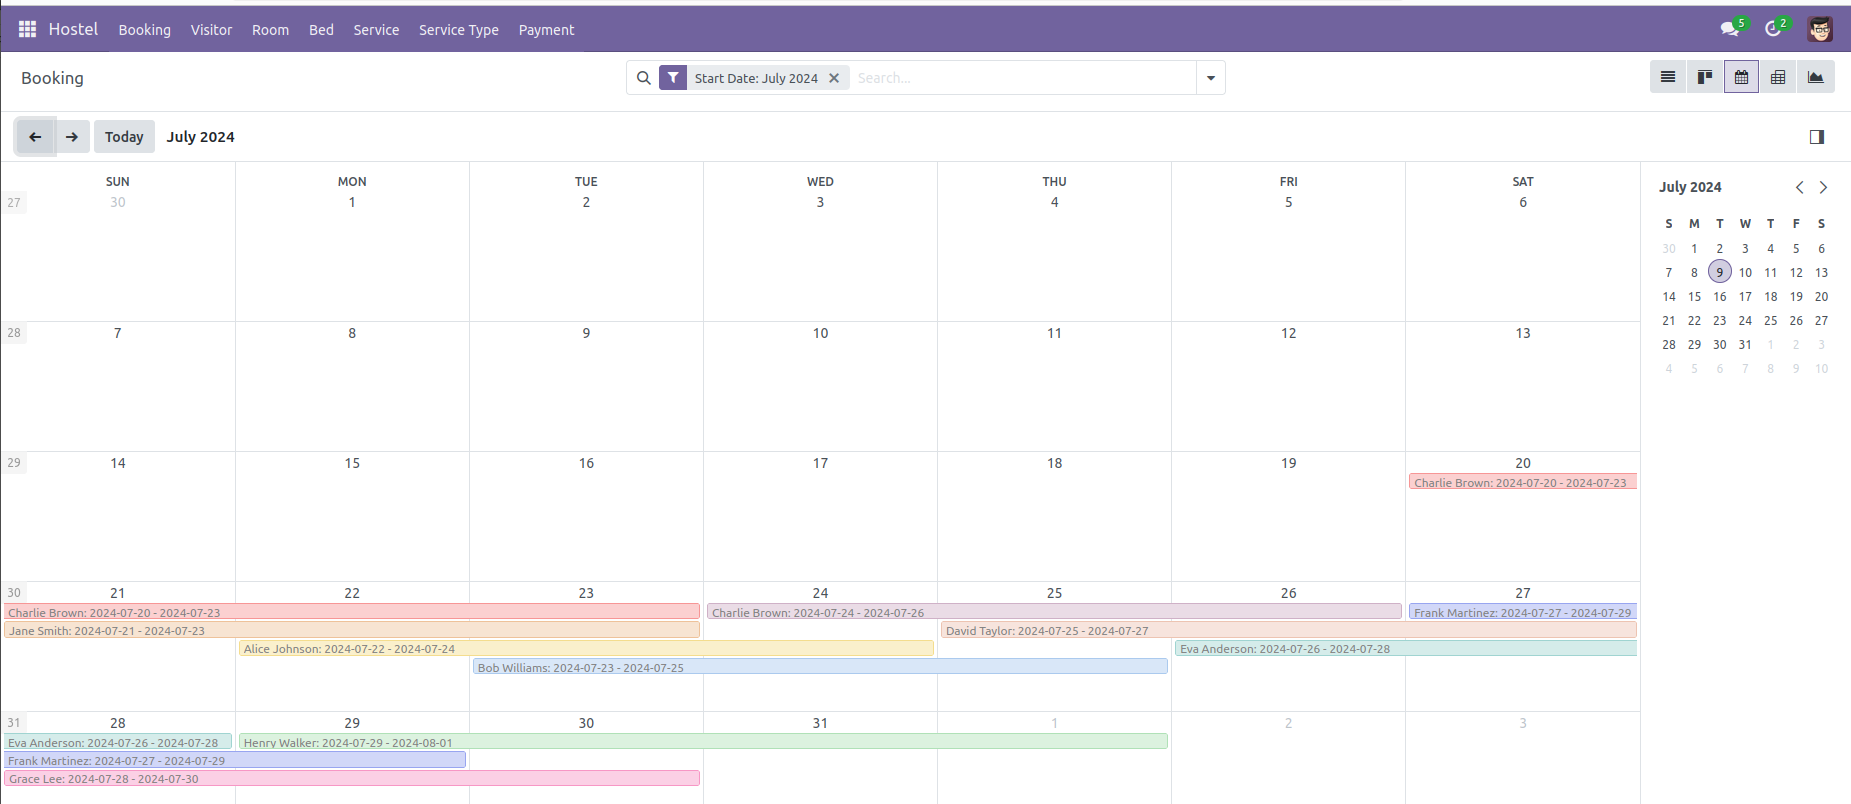 Hostel Booking Visitor Room Bed Service Service Type Payment 5 2
Booking Start Date: July 2024 Search...
Today July 2024
SUN MON TUE WED THU FRI SAT
27 30 1 2 3 4 5 6
28 7 8 9 10 11 12 13
29 14 15 16 17 18 19 20
Charlie Brown: 2024-07-20 - 2024-07-23
30 21 22 23 24 25 26 27
Charlie Brown: 2024-07-20 - 2024-07-23 Charlie Brown: 2024-07-24 - 2024-07-26 Frank Martinez: 2024-07-27 - 2024-07-29
Jane Smith: 2024-07-21 - 2024-07-23 David Taylor: 2024-07-25 - 2024-07-27
Alice Johnson: 2024-07-22 - 2024-07-24 Eva Anderson: 2024-07-26 - 2024-07-28
Bob Williams: 2024-07-23 - 2024-07-25
31 28 29 30 31 1 2 3
Eva Anderson: 2024-07-26 - 2024-07-28 Henry Walker: 2024-07-29 - 2024-08-01
Frank Martinez: 2024-07-27 - 2024-07-29
Grace Lee: 2024-07-28 - 2024-07-30
July 2024
S M T W T F S
30 1 2 3 4 5 6
7 8 9 10 11 12 13
14 15 16 17 18 19 20
21 22 23 24 25 26 27
28 29 30 31 1 2 3
4 5 6 7 8 9 10